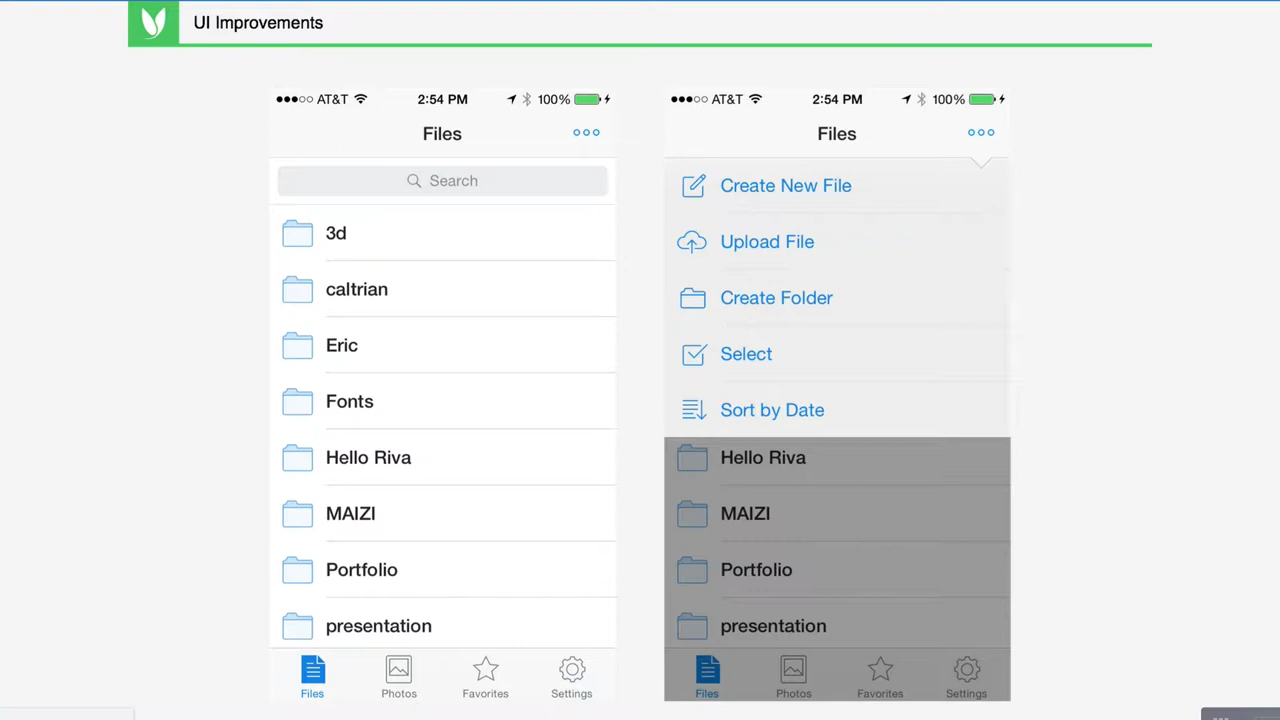 UI Improvements
AT&T 2:54 PM 100%
Files
Search
3d
caltrian
Eric
Fonts
Hello Riva
MAIZI
Portfolio
presentation
Files Photos Favorites Settings
AT&T 2:54 PM 100%
Files
Create New File
Upload File
Create Folder
Select
Sort by Date
Hello Riva
MAIZI
Portfolio
presentation
Files Photos Favorites Settings